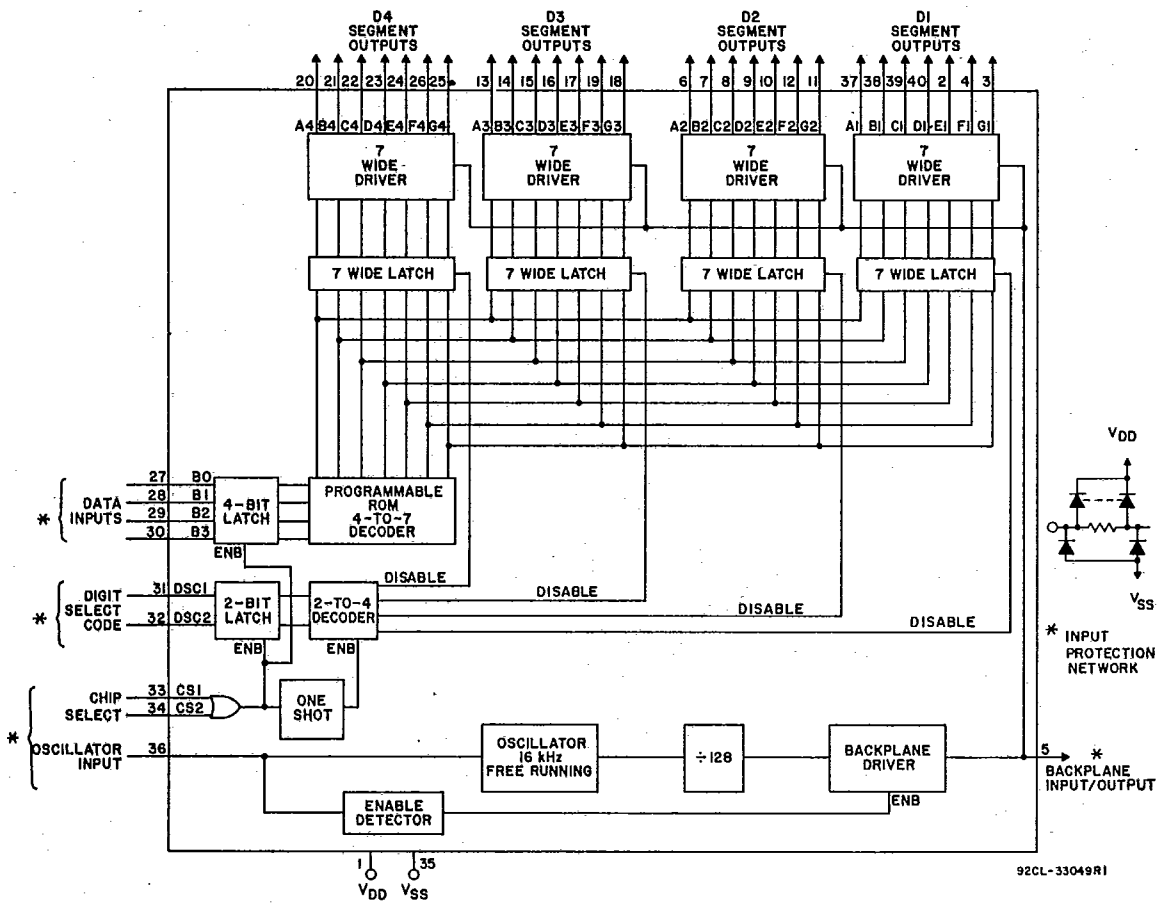 D4 SEGMENT OUTPUTS
D3 SEGMENT OUTPUTS
D2 SEGMENT OUTPUTS
D1 SEGMENT OUTPUTS
20 21 22 23 24 26 25
13 14 15 16 17 19 18
6 7 8 9 10 12 11
37 38 39 40 2 4 3
A4 B4 C4 D4 E4 F4 G4
A3 B3 C3 D3 E3 F3 G3
A2 B2 C2 D2 E2 F2 G2
A1 B1 C1 D1 E1 F1 G1
7 WIDE DRIVER
7 WIDE DRIVER
7 WIDE DRIVER
7 WIDE DRIVER
7 WIDE LATCH
7 WIDE LATCH
7 WIDE LATCH
7 WIDE LATCH
* DATA INPUTS
27 B0
28 B1
29 B2
30 B3
4-BIT LATCH
ENB
PROGRAMMABLE ROM 4-TO-7 DECODER
* DIGIT SELECT CODE
31 DSC1
32 DSC2
2-BIT LATCH
ENB
2-TO-4 DECODER
ENB
DISABLE
DISABLE
DISABLE
DISABLE
VDD
VSS
* INPUT PROTECTION NETWORK
* CHIP SELECT
33 CS1
34 CS2
ONE SHOT
OSCILLATOR INPUT
36
OSCILLATOR 16 kHz FREE RUNNING
÷128
BACKPLANE DRIVER
ENB
5 *
BACKPLANE INPUT/OUTPUT
ENABLE DETECTOR
1 VDD
35 VSS
92CL-33049R1